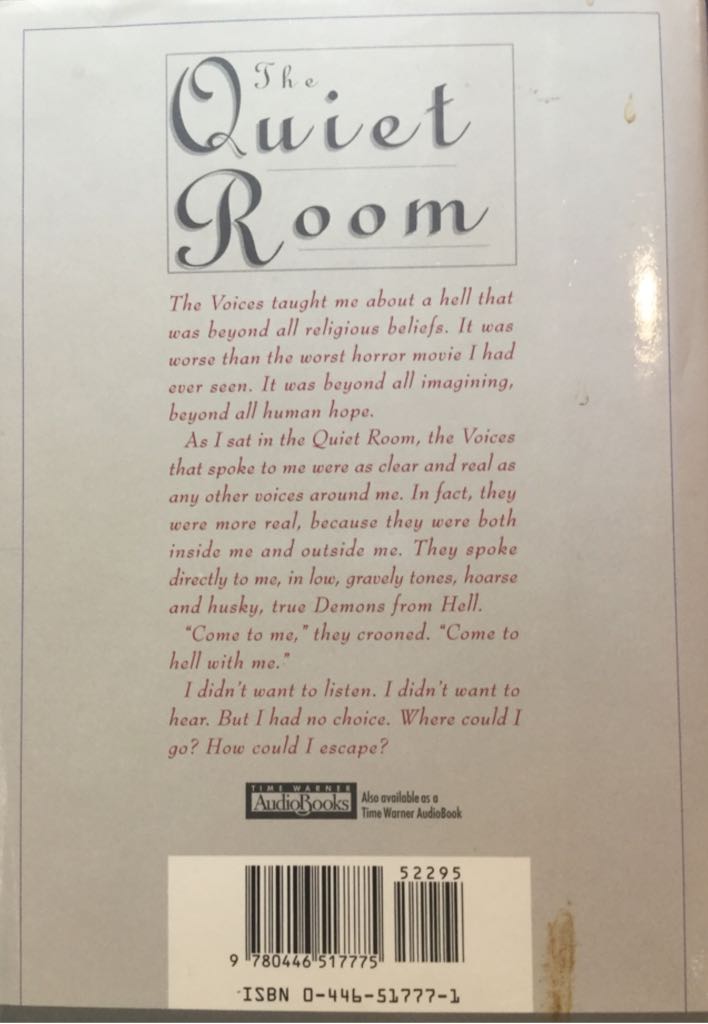 The
Quiet
Room
The Voices taught me about a hell that
was beyond all religious beliefs. It was
worse than the worst horror movie I had
ever seen. It was beyond all imagining,
beyond all human hope.
As I sat in the Quiet Room, the Voices
that spoke to me were as clear and real as
any other voices around me. In fact, they
were more real, because they were both
inside me and outside me. They spoke
directly to me, in low, gravely tones, hoarse
and husky, true Demons from Hell.
“Come to me,” they crooned. “Come to
hell with me.”
I didn't want to listen. I didn't want to
hear. But I had no choice. Where could I
go? How could I escape?
TIME WARNER
AudioBooks
Also available as a
Time Warner AudioBook
52295
9 780446 517775
ISBN 0-446-51777-1